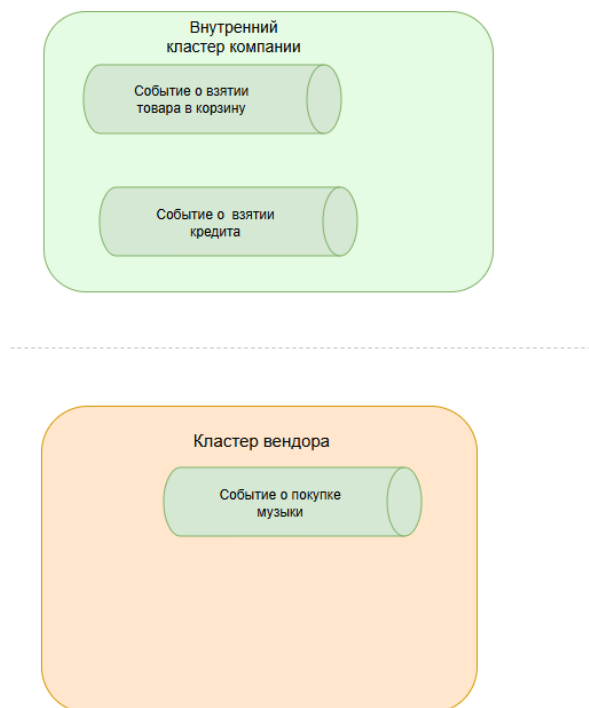 Внутренний
кластер компании
Событие о взятии
товара в корзину
Событие о взятии
кредита
Кластер вендора
Событие о покупке
музыки